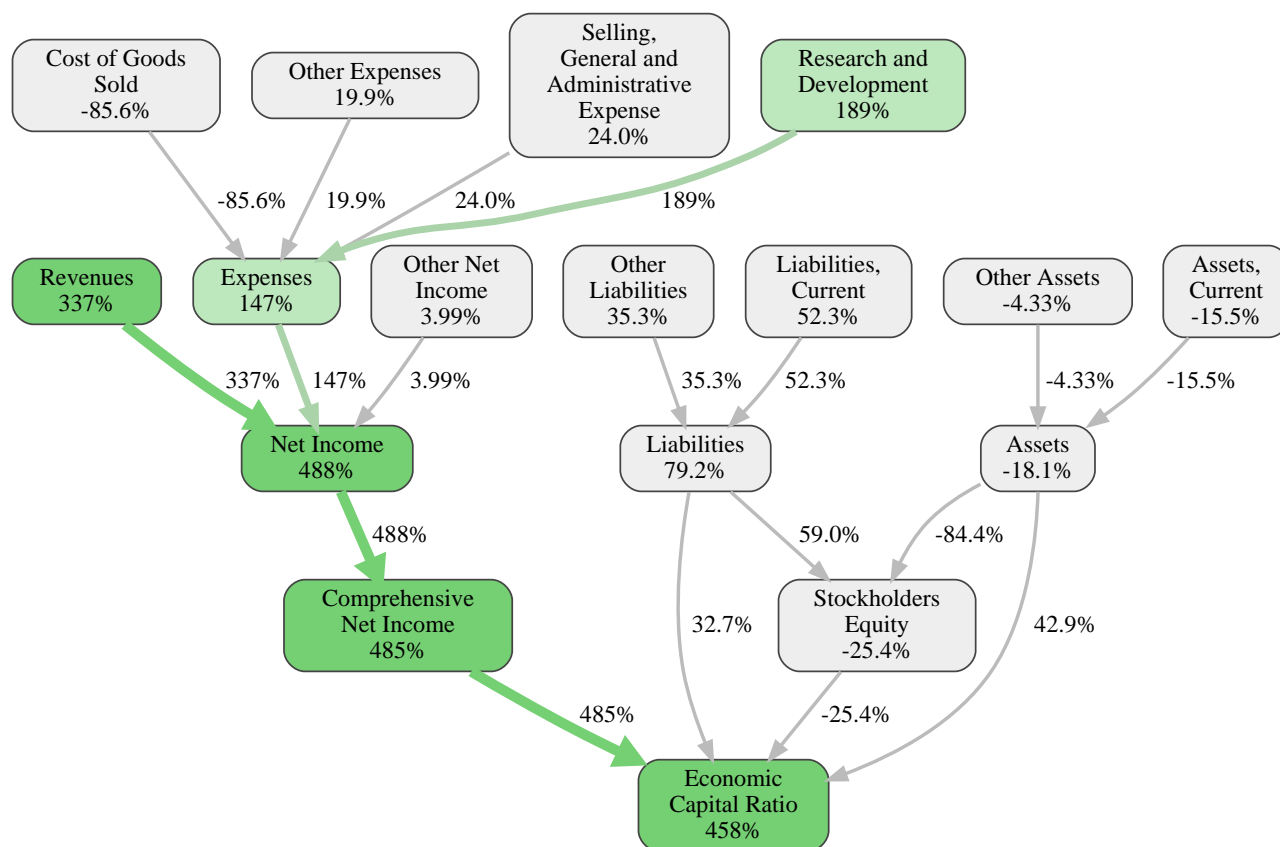 Cost of Goods
Sold
-85.6%
Other Expenses
19.9%
Selling,
General and
Administrative
Expense
24.0%
Research and
Development
189%
-85.6%
19.9%
24.0%
189%
Revenues
337%
Expenses
147%
Other Net
Income
3.99%
Other
Liabilities
35.3%
Liabilities,
Current
52.3%
Other Assets
-4.33%
Assets,
Current
-15.5%
337%
147%
3.99%
35.3%
52.3%
-4.33%
-15.5%
Net Income
488%
Liabilities
79.2%
Assets
-18.1%
488%
59.0%
-84.4%
Comprehensive
Net Income
485%
32.7%
Stockholders
Equity
-25.4%
42.9%
485%
-25.4%
Economic
Capital Ratio
458%